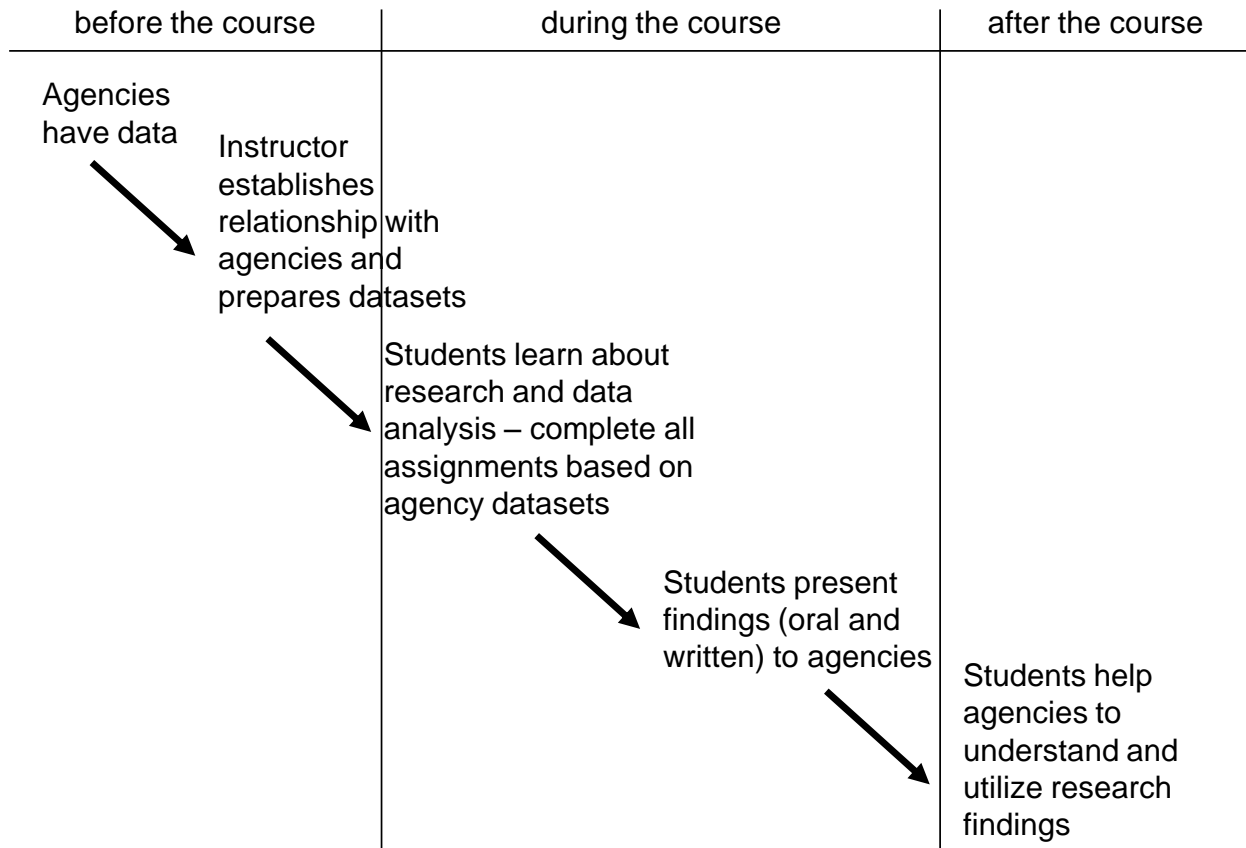 before the course
during the course
after the course
Agencies
have data
Instructor
establishes
relationship with
agencies and
prepares datasets
Students learn about
research and data
analysis – complete all
assignments based on
agency datasets
Students present
findings (oral and
written) to agencies
Students help
agencies to
understand and
utilize research
findings